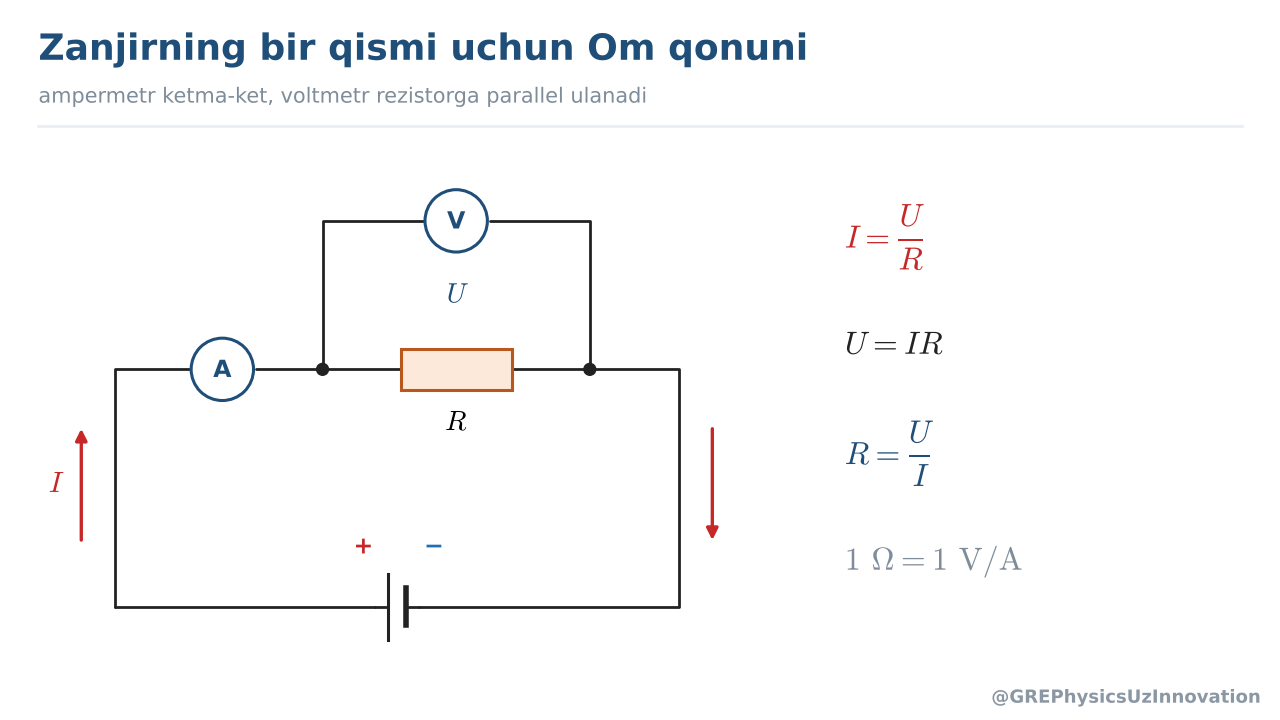 Zanjirning bir qismi uchun Om qonuni
ampermetr ketma-ket, voltmetr rezistorga parallel ulanadi
V
U
A
R
I
+ −
I = U/R
U = IR
R = U/I
1 Ω = 1 V/A
@GREPhysicsUzInnovation